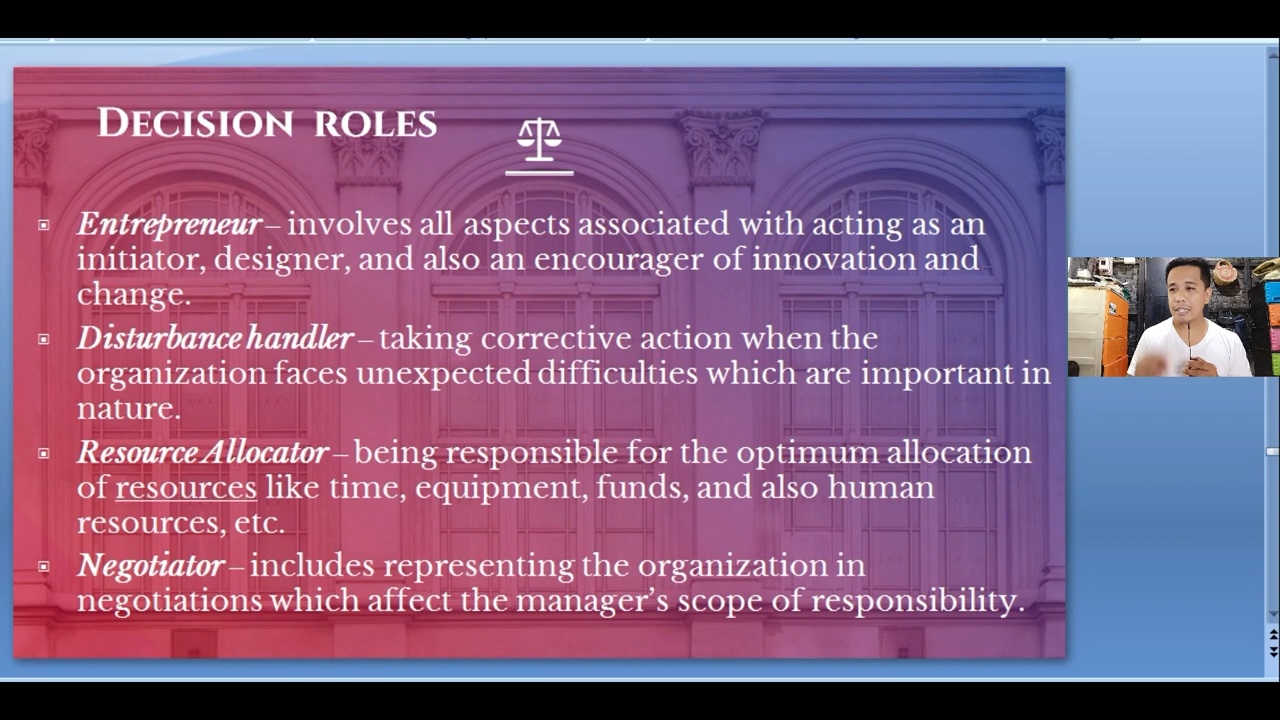 DECISION ROLES
Entrepreneur – involves all aspects associated with acting as an
initiator, designer, and also an encourager of innovation and
change.
Disturbance handler – taking corrective action when the
organization faces unexpected difficulties which are important in
nature.
Resource Allocator – being responsible for the optimum allocation
of resources like time, equipment, funds, and also human
resources, etc.
Negotiator – includes representing the organization in
negotiations which affect the manager’s scope of responsibility.